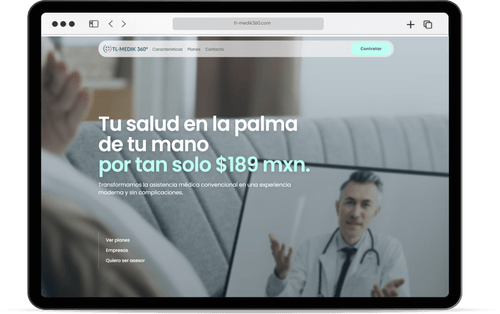 tl-medik360.com
TL-MEDIK 360°
Características Planes Contacto
Contratar
Tu salud en la palma
de tu mano
por tan solo $189 mxn.
Transformamos la asistencia médica convencional en una experiencia
moderna y sin complicaciones.
Ver planes
Empresas
Quiero ser asesor